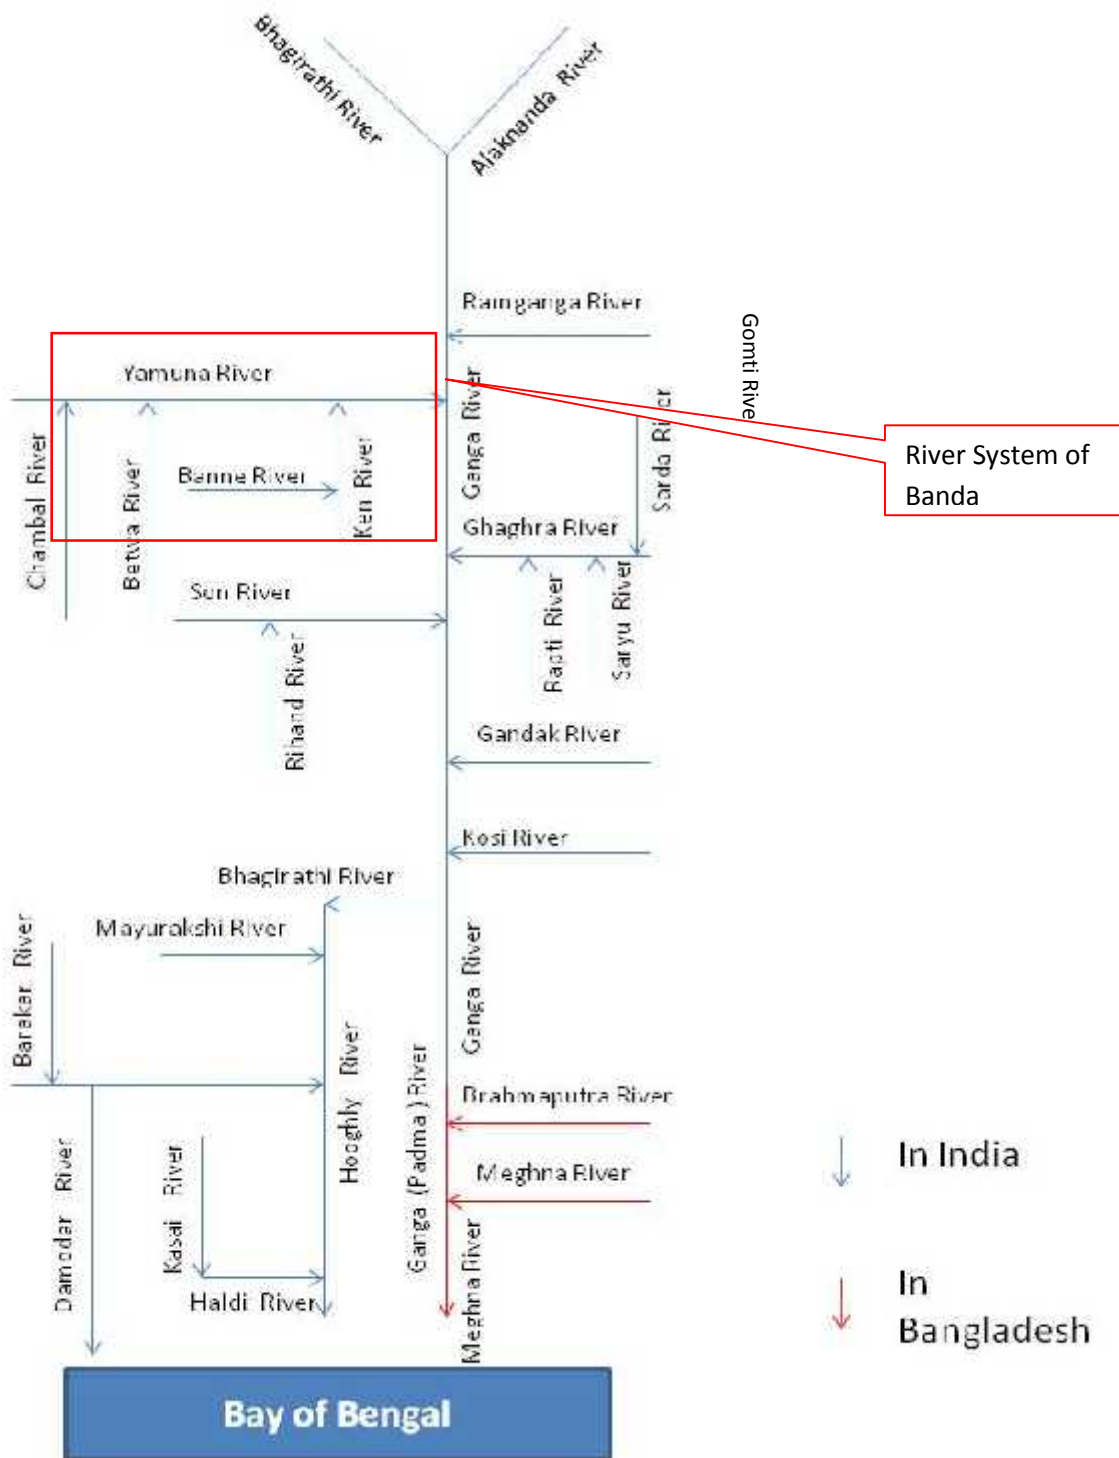 Bhagirathi River
Alaknanda River
Ramganga River
Gomti Rive
Yamuna River
Ganga River
Sarda River
River System of
Banda
Chambal River
Betwa River
Banne River
Ken River
Ghaghra River
Son River
Rapti River
Saryu River
Rihand River
Gandak River
Kosi River
Bhagirathi River
Mayurakshi River
Barakar River
Ganga River
Hooghly River
Ganga (Padma) River
Brahmaputra River
Meghna River
Damodar River
Kasai River
Haldi River
Meghna River
In India
In
Bangladesh
Bay of Bengal